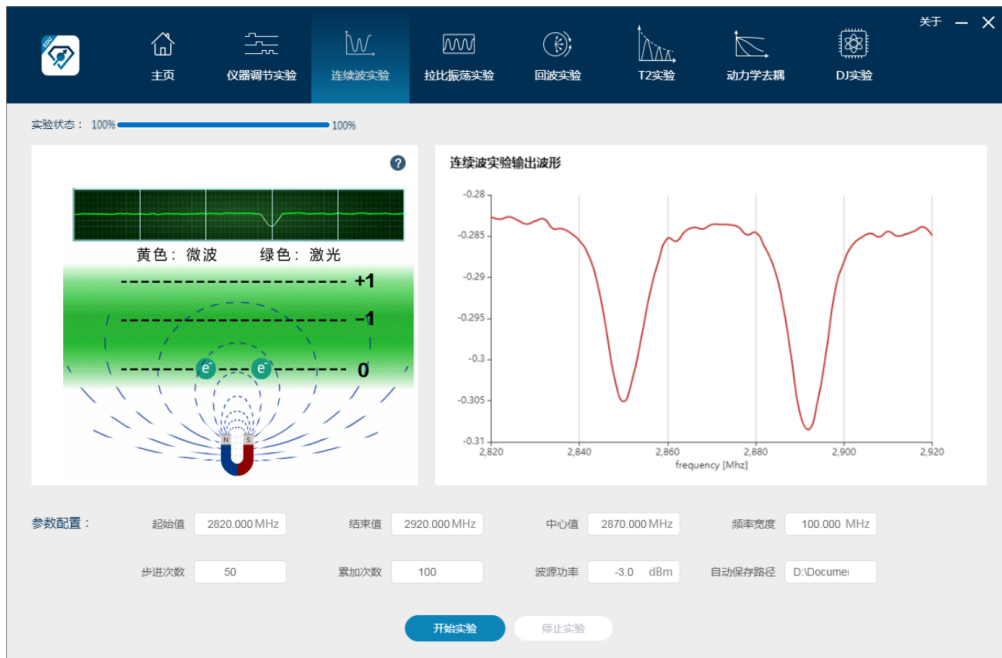 关于
EDU
主页 仪器调节实验 连续波实验 拉比振荡实验 回波实验 T2实验 动力学去耦 DJ实验
实验状态： 100% 100%
?
黄色：微波 绿色：激光
+1
−1
e⁻ e⁻ 0
N S
连续波实验输出波形
-0.28
-0.285
-0.29
-0.295
-0.3
-0.305
-0.31
2,820 2,840 2,860 2,880 2,900 2,920
frequency [Mhz]
参数配置： 起始值 2820.000 MHz 结束值 2920.000 MHz 中心值 2870.000 MHz 频率宽度 100.000 MHz
步进次数 50 累加次数 100 波源功率 -3.0 dBm 自动保存路径 D:\Docume
开始实验 停止实验